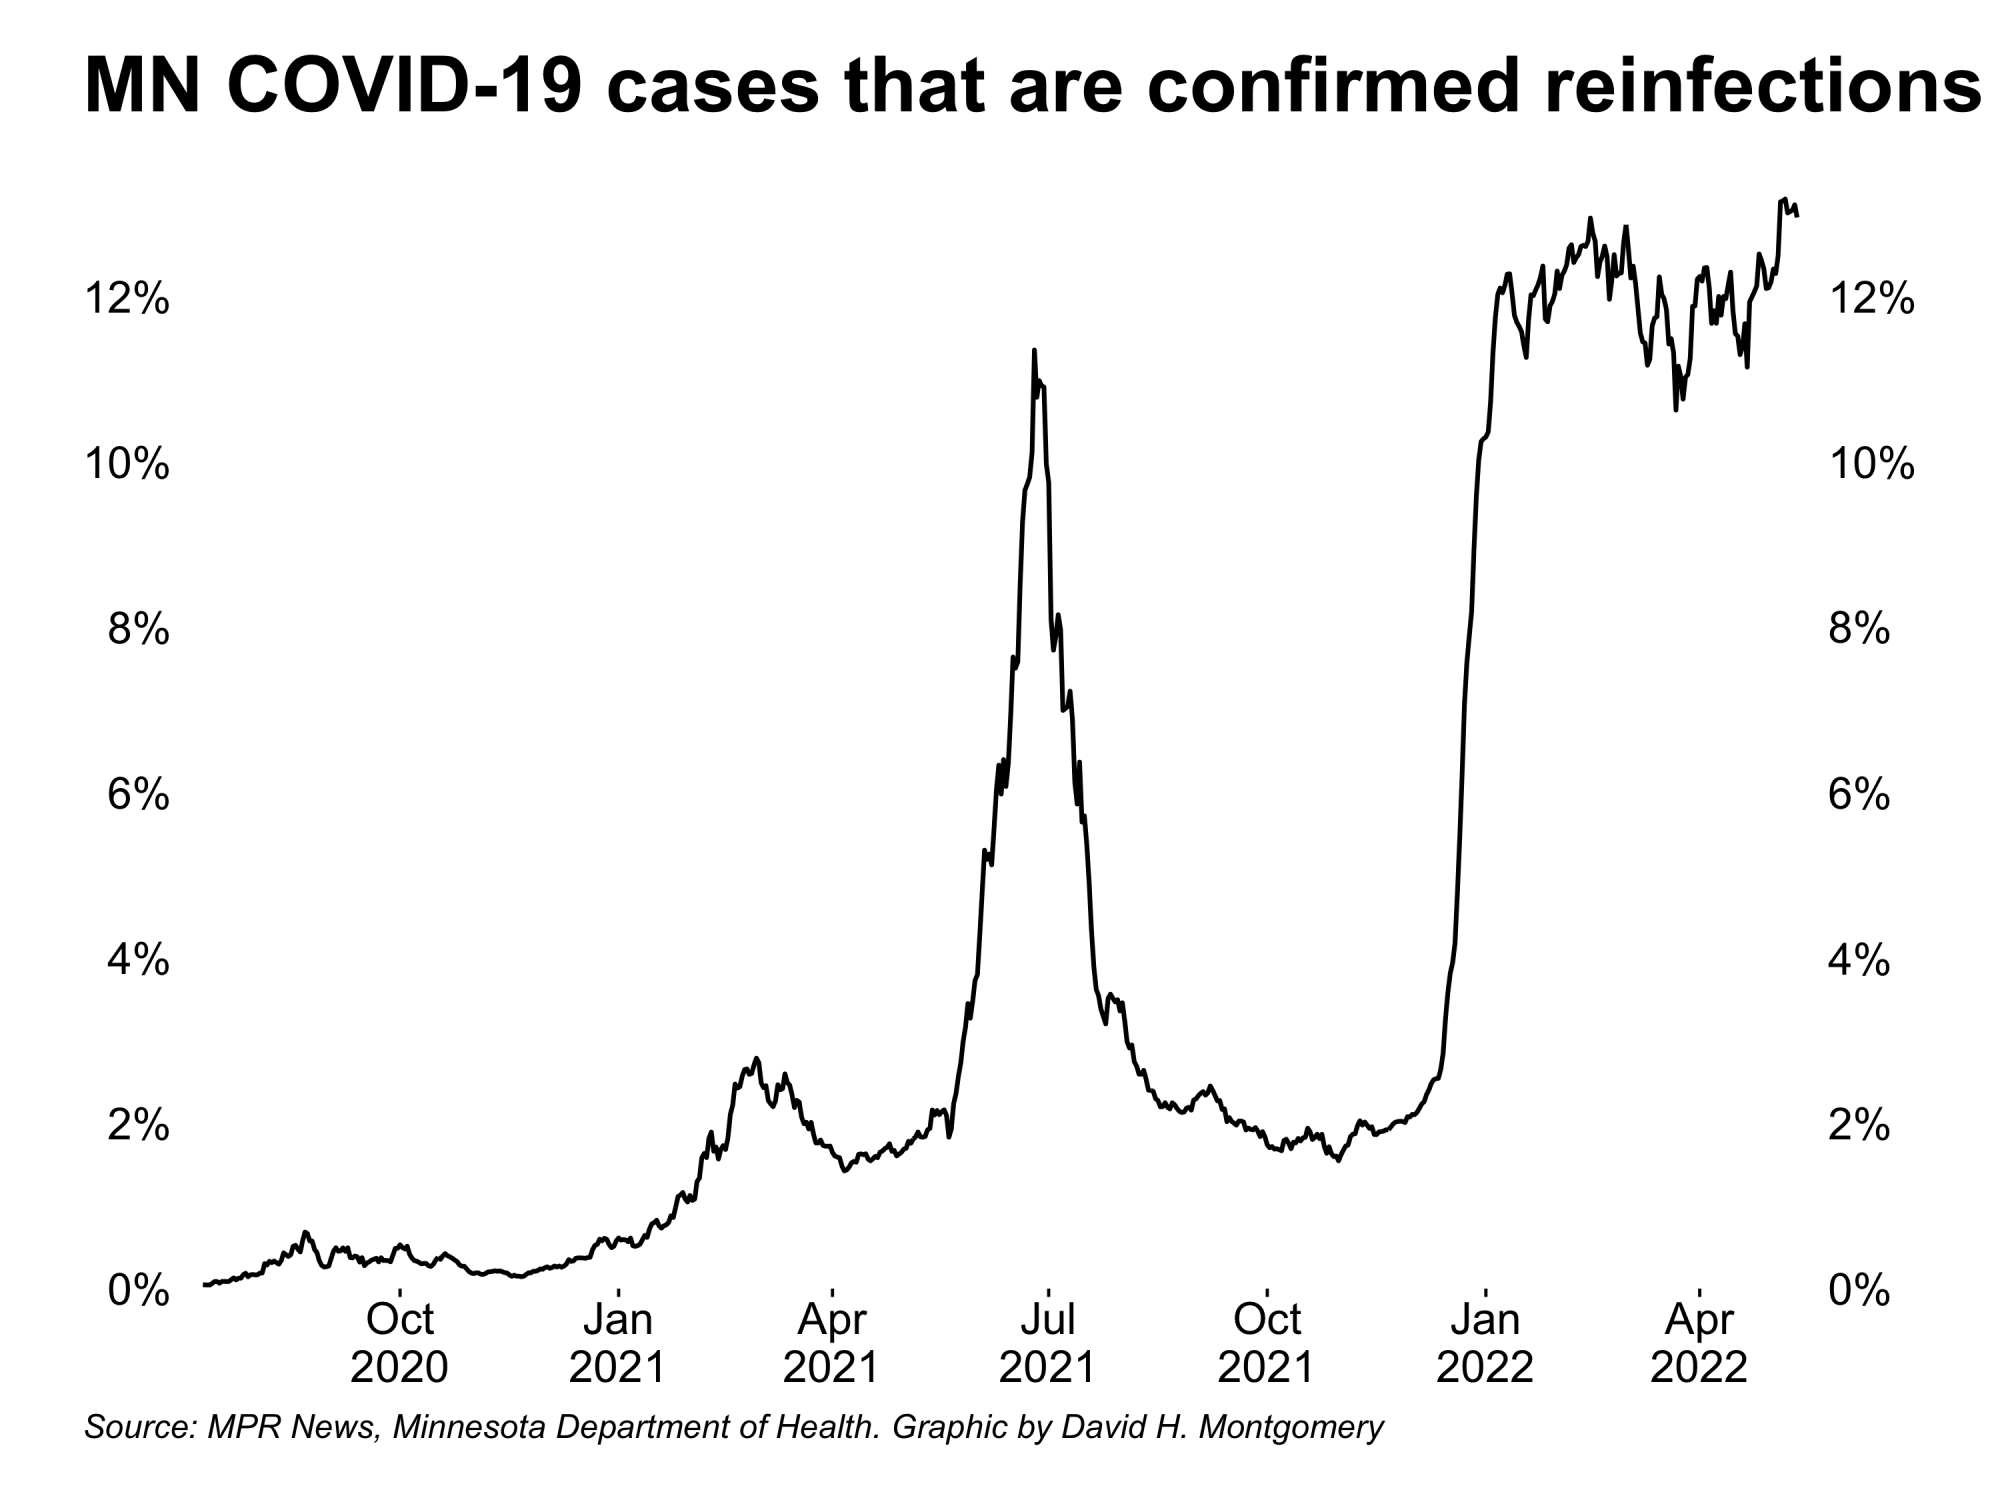 MN COVID-19 cases that are confirmed reinfections
12% 12%
10% 10%
8% 8%
6% 6%
4% 4%
2% 2%
0% 0%
Oct Jan Apr Jul Oct Jan Apr
2020 2021 2021 2021 2021 2022 2022
Source: MPR News, Minnesota Department of Health. Graphic by David H. Montgomery